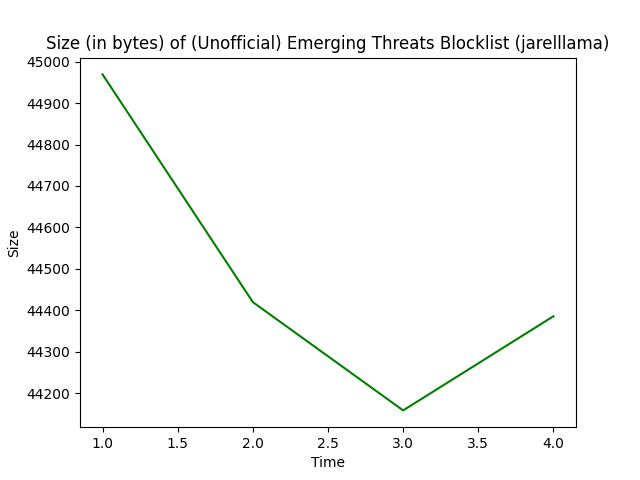 Size (in bytes) of (Unofficial) Emerging Threats Blocklist (jarelllama)
45000
44900
44800
44700
44600
44500
44400
44300
44200
Size
1.0 1.5 2.0 2.5 3.0 3.5 4.0
Time